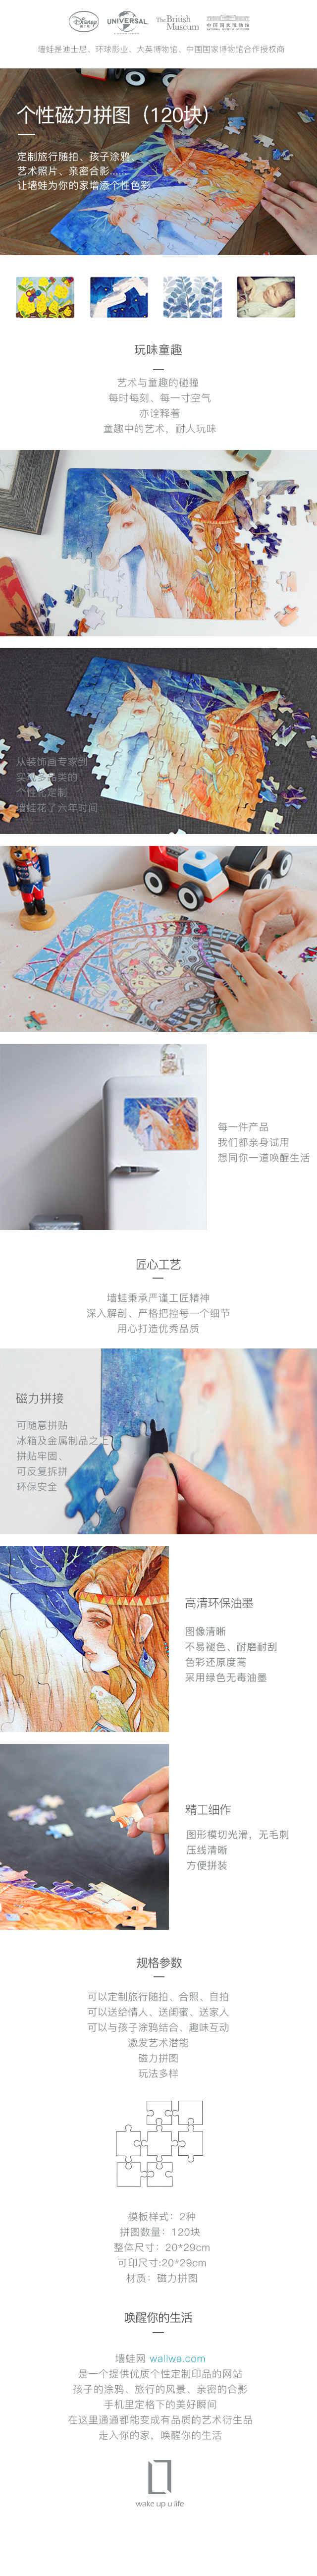 Disney
迪士尼
UNIVERSAL
The British
Museum
中国国家博物馆
NATIONAL MUSEUM OF CHINA
墙蛙是迪士尼、环球影业、大英博物馆、中国国家博物馆合作授权商
个性磁力拼图（120块）
定制旅行随拍、孩子涂鸦、
艺术照片、亲密合影......
让墙蛙为你的家增添个性色彩
玩味童趣
艺术与童趣的碰撞
每时每刻、每一寸空气
亦诠释着
童趣中的艺术，耐人玩味
从装饰画专家到
实现多品类的
个性化定制
墙蛙花了六年时间
每一件产品
我们都亲身试用
想同你一道唤醒生活
匠心工艺
墙蛙秉承严谨工匠精神
深入解剖、严格把控每一个细节
用心打造优秀品质
磁力拼接
可随意拼贴
冰箱及金属制品之上
拼贴牢固、
可反复拆拼
环保安全
高清环保油墨
图像清晰
不易褪色、耐磨耐刮
色彩还原度高
采用绿色无毒油墨
精工细作
图形模切光滑，无毛刺
压线清晰
方便拼装
规格参数
可以定制旅行随拍、合照、自拍
可以送给情人、送闺蜜、送家人
可以与孩子涂鸦结合、趣味互动
激发艺术潜能
磁力拼图
玩法多样
模板样式：2种
拼图数量：120块
整体尺寸：20*29cm
可印尺寸:20*29cm
材质：磁力拼图
唤醒你的生活
墙蛙网 wallwa.com
是一个提供优质个性定制印品的网站
孩子的涂鸦、旅行的风景、亲密的合影
手机里定格下的美好瞬间
在这里通通都能变成有品质的艺术衍生品
走入你的家，唤醒你的生活
wake up u life